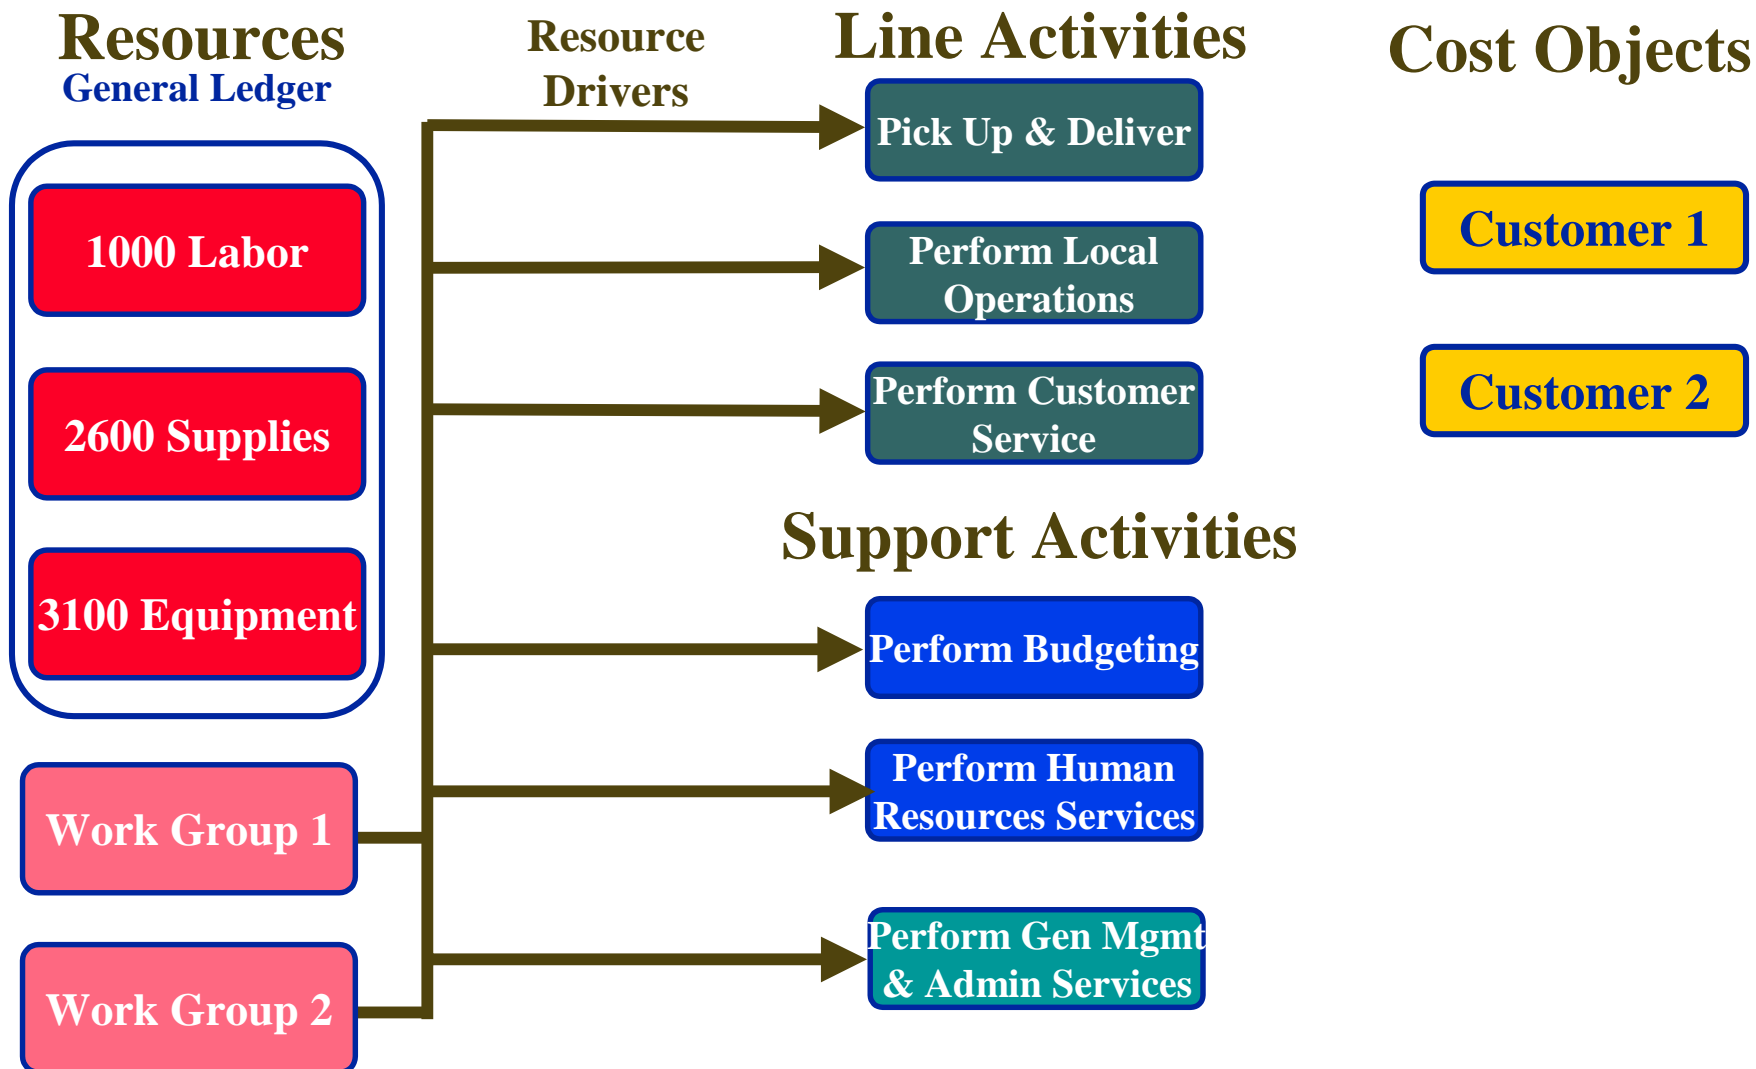 Resources
General Ledger
1000 Labor
2600 Supplies
3100 Equipment
Work Group 1
Work Group 2
Resource
Drivers
Line Activities
Pick Up & Deliver
Perform Local
Operations
Perform Customer
Service
Support Activities
Perform Budgeting
Perform Human
Resources Services
Perform Gen Mgmt
& Admin Services
Cost Objects
Customer 1
Customer 2